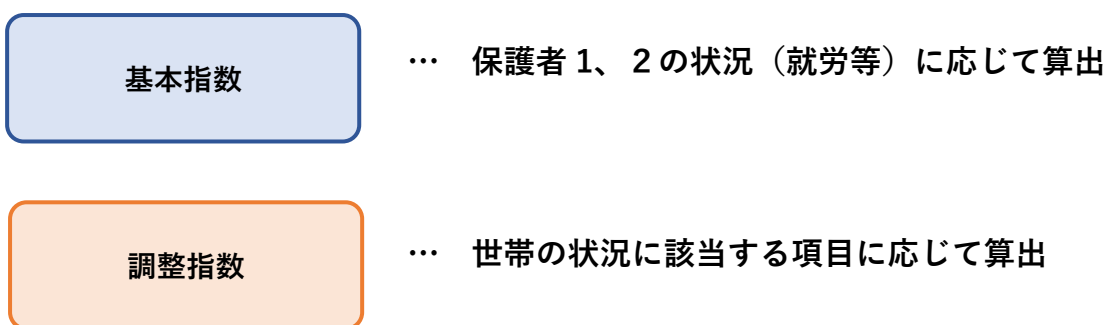 基本指数
… 保護者1、2の状況（就労等）に応じて算出
調整指数
… 世帯の状況に該当する項目に応じて算出